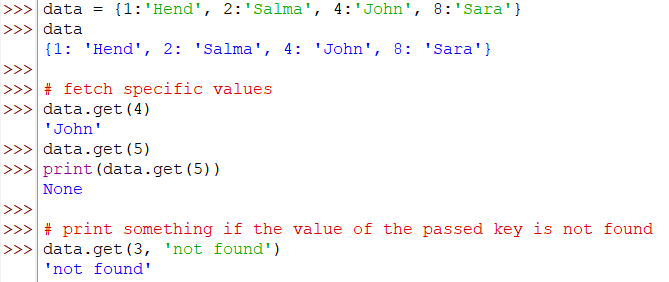 >>> data = {1:'Hend', 2:'Salma', 4:'John', 8:'Sara'}
>>> data
{1: 'Hend', 2: 'Salma', 4: 'John', 8: 'Sara'}
>>>
>>> # fetch specific values
>>> data.get(4)
'John'
>>> data.get(5)
>>> print(data.get(5))
None
>>>
>>> # print something if the value of the passed key is not found
>>> data.get(3, 'not found')
'not found'